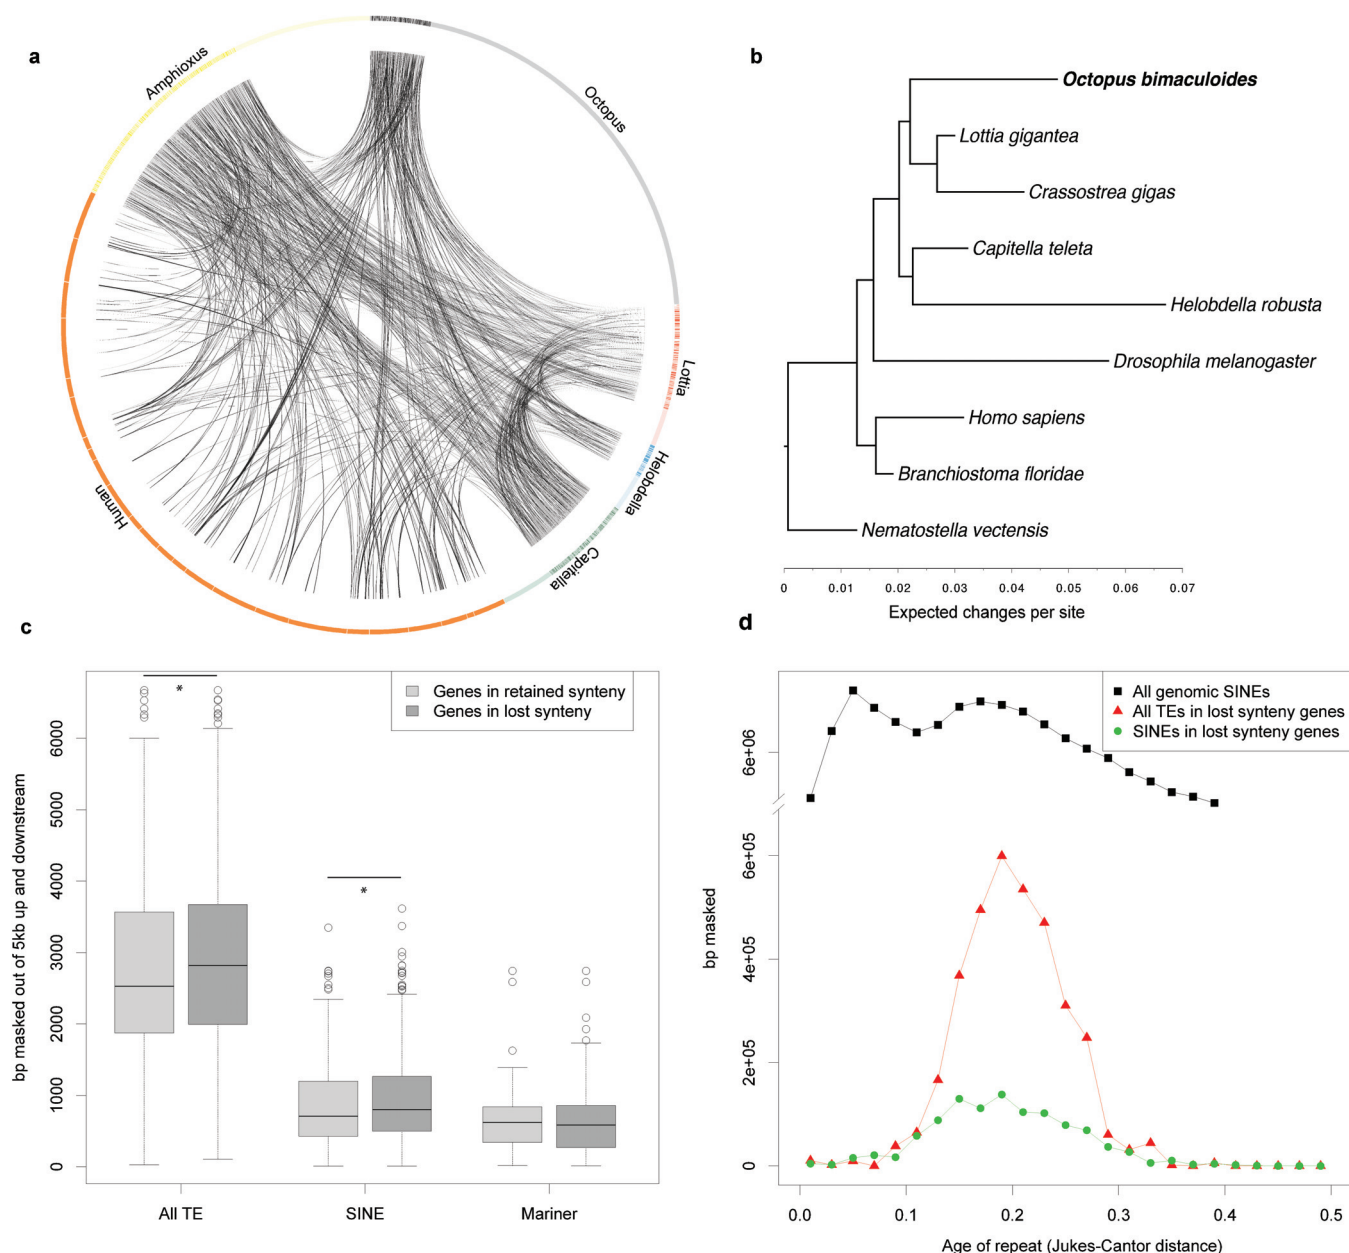 a
Amphioxus
Octopus
Lottia
Helobdella
Capitella
Human
b
Octopus bimaculoides
Lottia gigantea
Crassostrea gigas
Capitella teleta
Helobdella robusta
Drosophila melanogaster
Homo sapiens
Branchiostoma floridae
Nematostella vectensis
0 0.01 0.02 0.03 0.04 0.05 0.06 0.07
Expected changes per site
c
Genes in retained synteny
Genes in lost synteny
*
*
6000
5000
4000
3000
2000
1000
0
bp masked out of 5kb up and downstream
All TE SINE Mariner
d
All genomic SINEs
All TEs in lost synteny genes
SINEs in lost synteny genes
6e+06
6e+05
4e+05
2e+05
0
bp masked
0.0 0.1 0.2 0.3 0.4 0.5
Age of repeat (Jukes-Cantor distance)